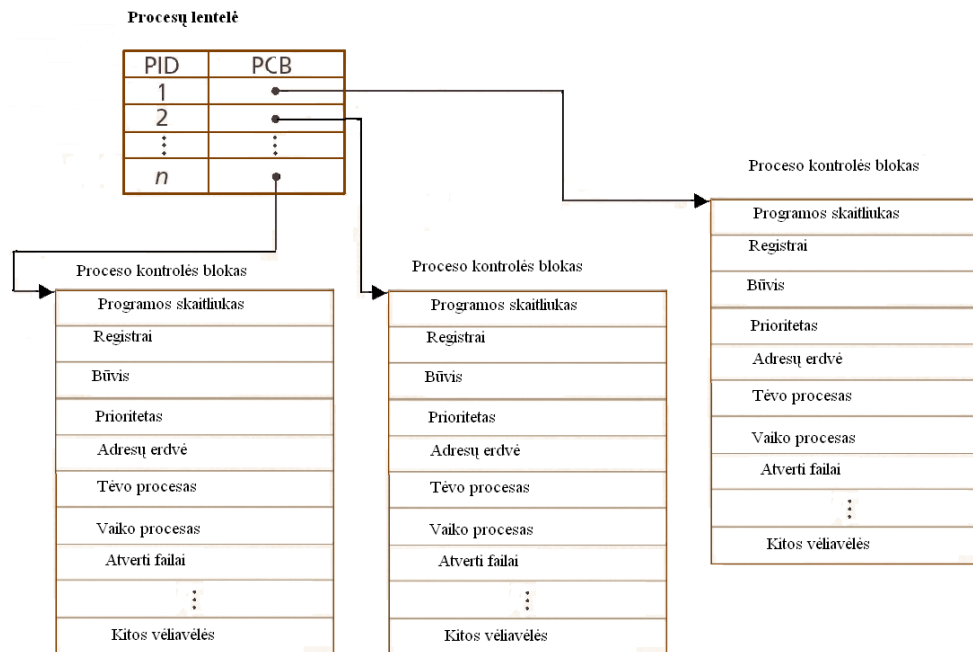 Procesų lentelė
PID PCB
1
2
n
Proceso kontrolės blokas
Programos skaitliukas
Registrai
Būvis
Prioritetas
Adresų erdvė
Tėvo procesas
Vaiko procesas
Atverti failai
Kitos vėliavėlės
Proceso kontrolės blokas
Programos skaitliukas
Registrai
Būvis
Prioritetas
Adresų erdvė
Tėvo procesas
Vaiko procesas
Atverti failai
Kitos vėliavėlės
Proceso kontrolės blokas
Programos skaitliukas
Registrai
Būvis
Prioritetas
Adresų erdvė
Tėvo procesas
Vaiko procesas
Atverti failai
Kitos vėliavėlės